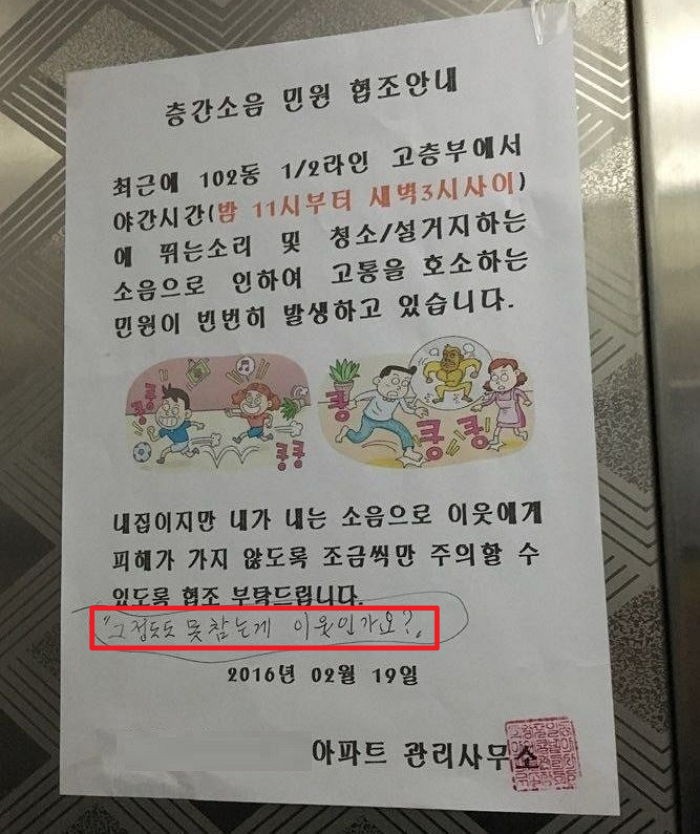 층간소음 민원 협조안내
최근에 102동 1/2라인 고층부에서
야간시간(밤 11시부터 새벽3시사이)
에 뛰는소리 및 청소/설거지하는
소음으로 인하여 고통을 호소하는
민원이 빈번히 발생하고 있습니다.
쿵쿵
쿵쿵
쿵
쿵쿵
내집이지만 내가 내는 소음으로 이웃에게
피해가 가지 않도록 조금씩만 주의할 수
있도록 협조 부탁드립니다.
"그정도도 못참는게 이웃인가요?"
2016년 02월 19일
아파트 관리사무소